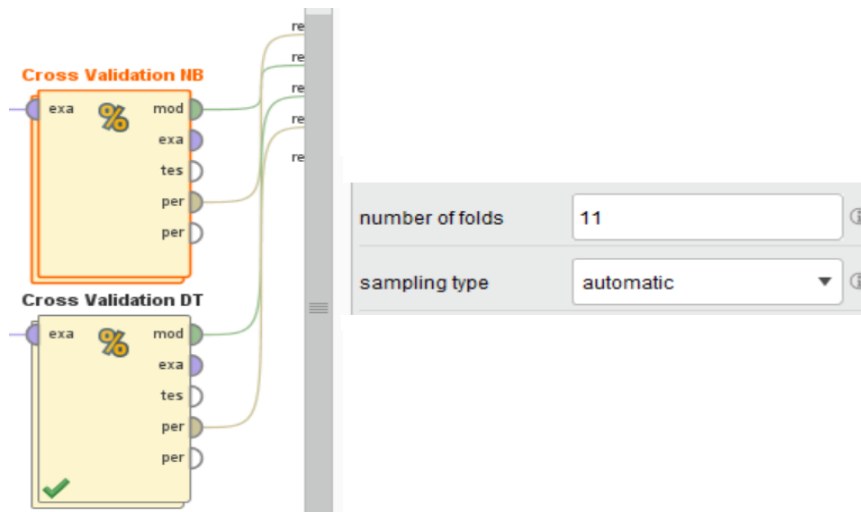 re
re
re
re
re
Cross Validation NB
exa
mod
exa
tes
per
per
Cross Validation DT
exa
mod
exa
tes
per
per
number of folds
11
sampling type
automatic